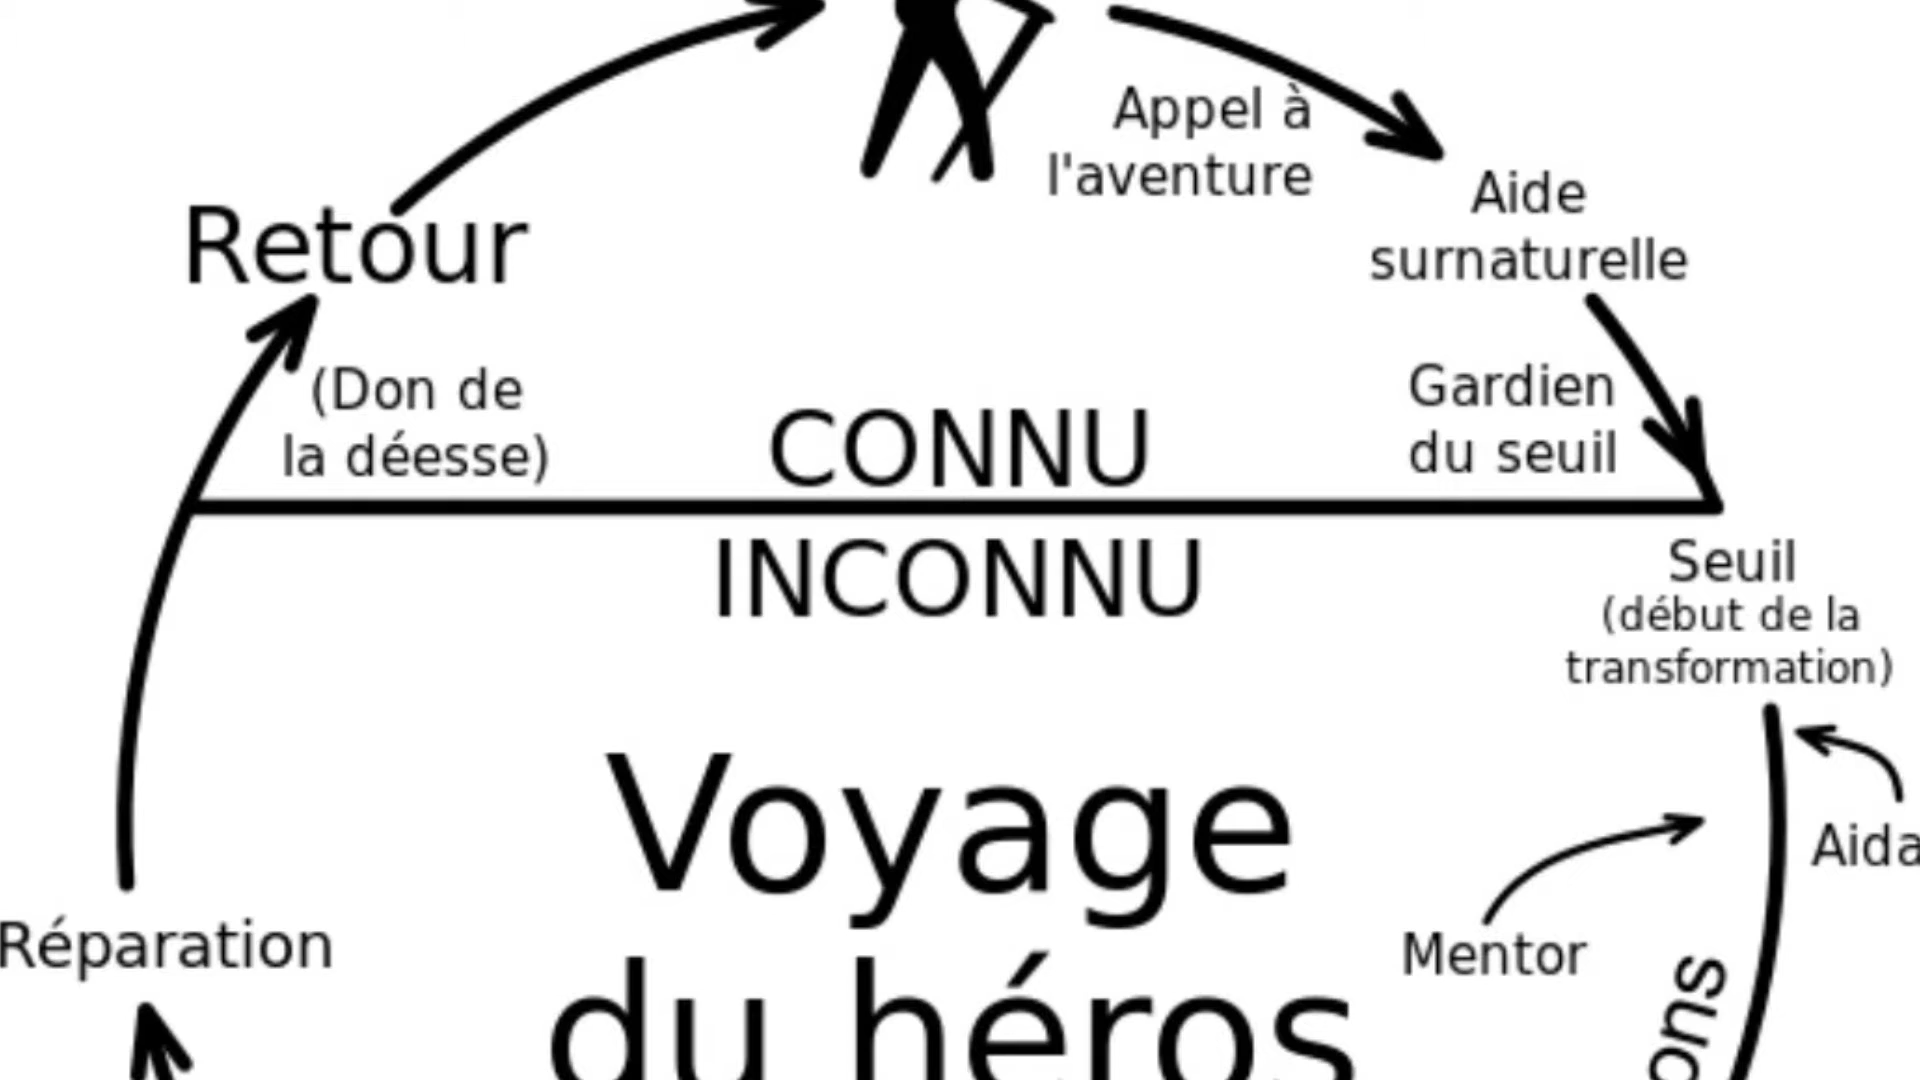 Appel à
l'aventure
Aide
surnaturelle
Retour
(Don de
la déesse)
Gardien
du seuil
CONNU
INCONNU
Seuil
(début de la
transformation)
Voyage
du héros
Mentor
Réparation